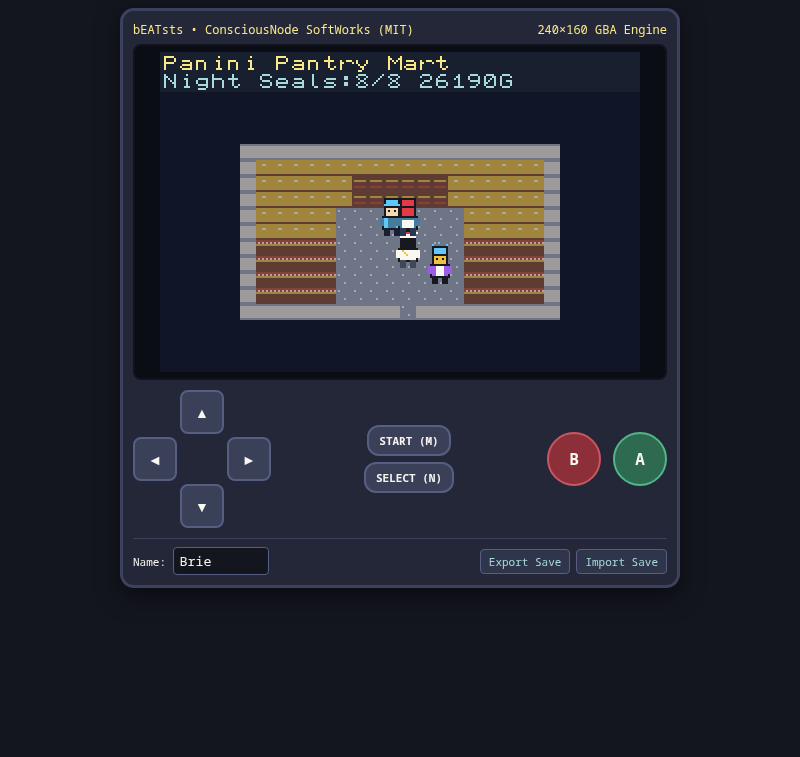 bEATsts • ConsciousNode SoftWorks (MIT)
240×160 GBA Engine
Panini Pantry Mart
Night Seals:8/8 26190G
▲
◀
▶
▼
START (M)
SELECT (N)
B
A
Name:
Brie
Export Save
Import Save